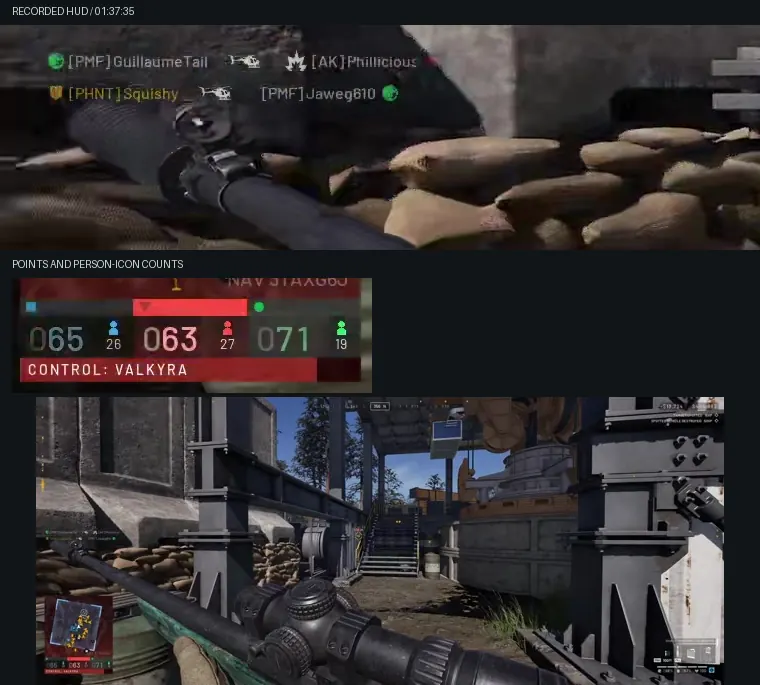 RECORDED HUD / 01:37:35
[PMF]GuillaumeTail [AK]Phillicious
[PHNT]Squishy [PMF]Jaweg610
POINTS AND PERSON-ICON COUNTS
065 26 063 27 071 19
CONTROL: VALKYRA